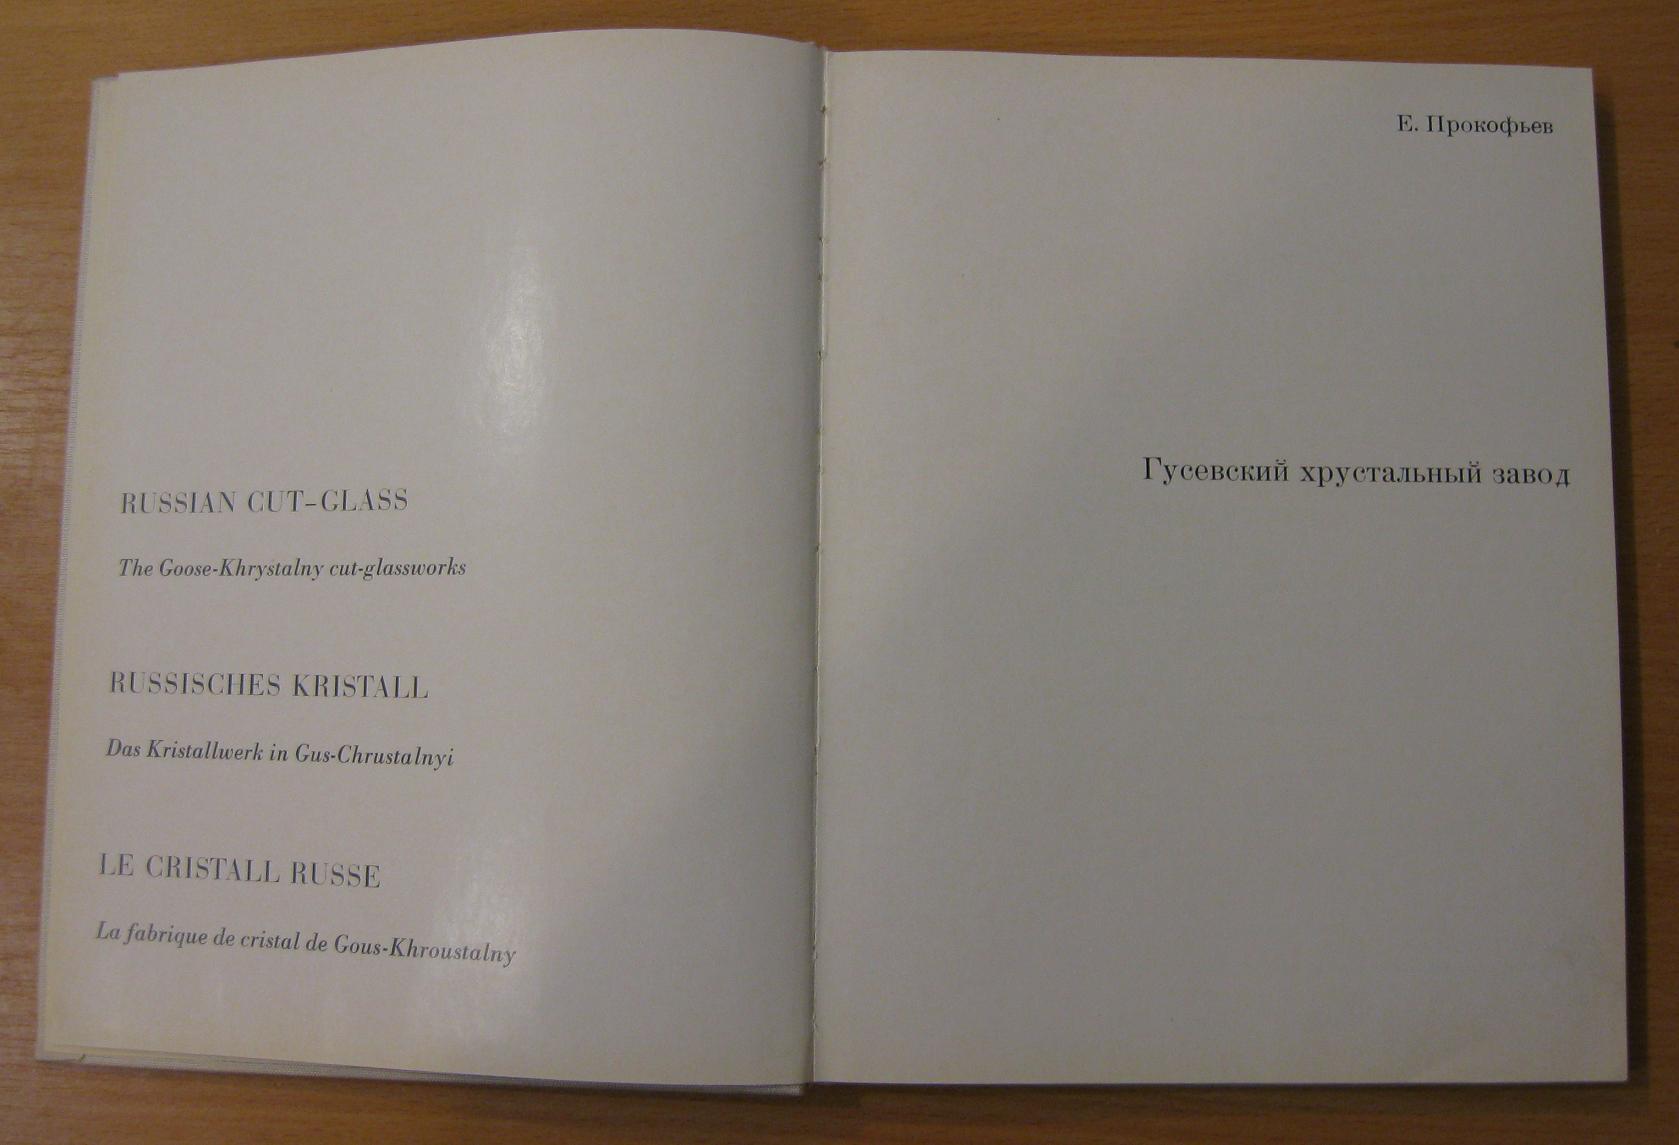 RUSSIAN CUT-GLASS
The Goose-Khrystalny cut-glassworks
RUSSISCHES KRISTALL
Das Kristallwerk in Gus-Chrustalnyi
LE CRISTALL RUSSE
La fabrique de cristal de Gous-Khroustalny
Е. Прокофьев
Гусевский хрустальный завод